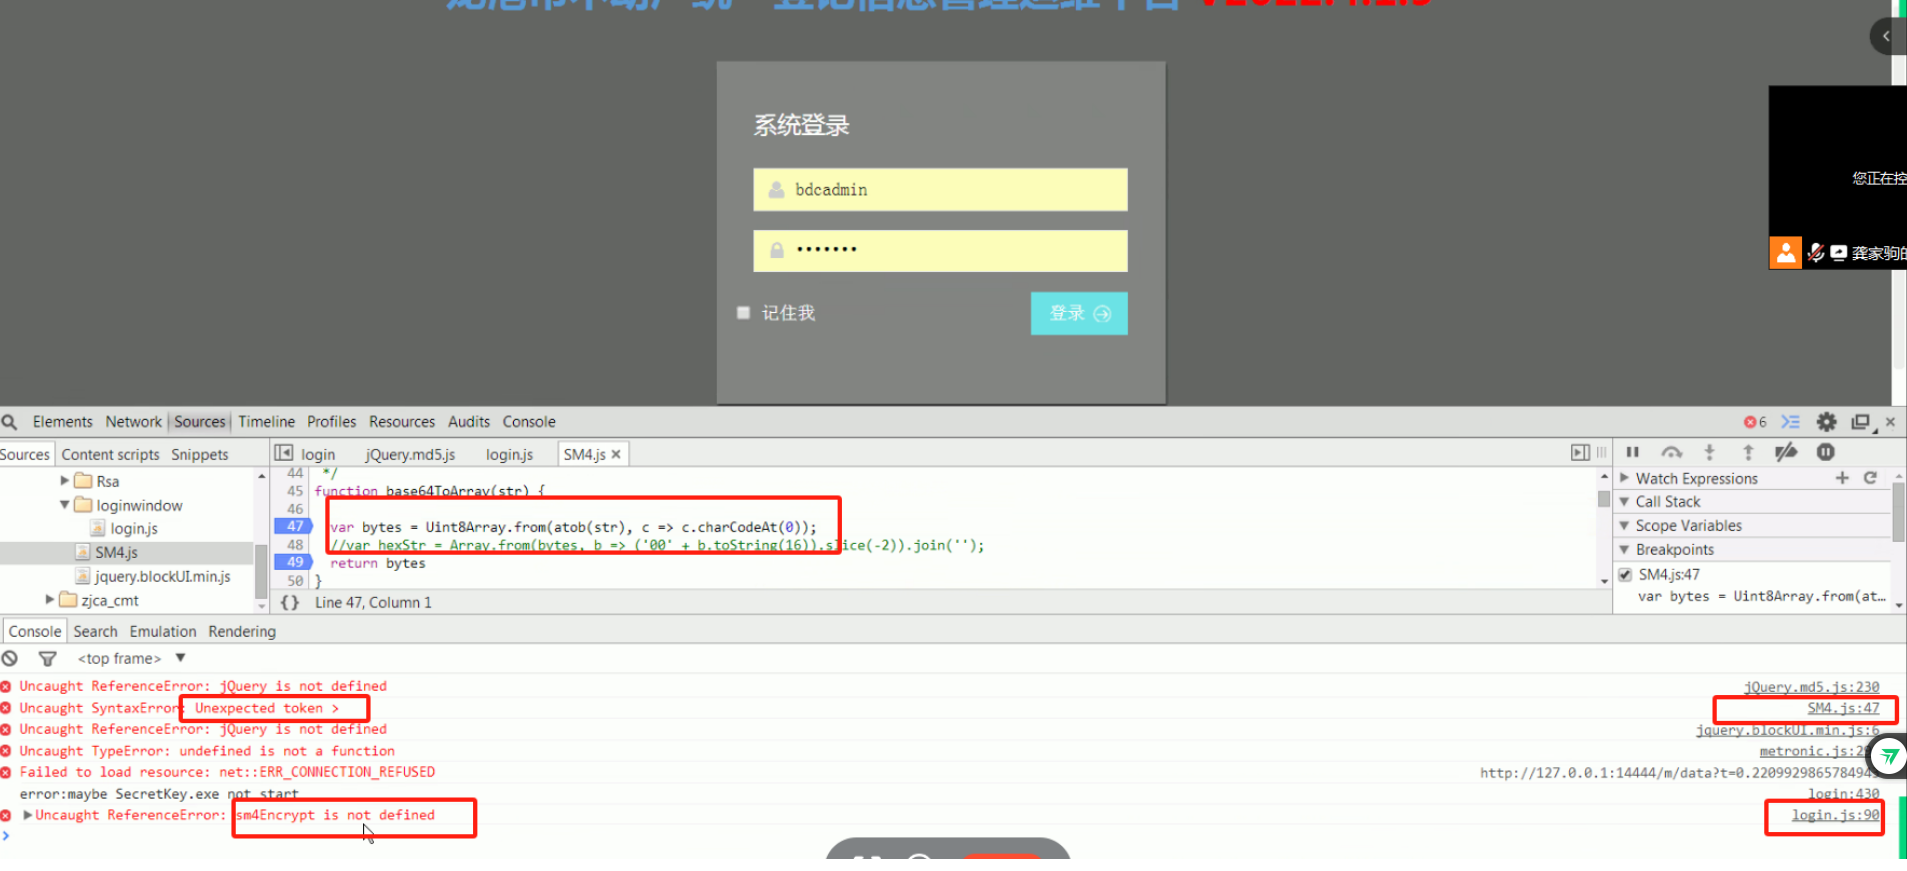 系统登录
bdcadmin
•••••••
记住我
登录
您正在控
龚家驹的
Elements Network Sources Timeline Profiles Resources Audits Console
6
Sources Content scripts Snippets
login jQuery.md5.js login.js SM4.js ×
Rsa
loginwindow
login.js
SM4.js
jquery.blockUI.min.js
zjca_cmt
44 */
45 function base64ToArray(str) {
46
47 var bytes = Uint8Array.from(atob(str), c => c.charCodeAt(0));
48 //var hexStr = Array.from(bytes, b => ('00' + b.toString(16)).slice(-2)).join('');
49 return bytes
50 }
{} Line 47, Column 1
Watch Expressions
Call Stack
Scope Variables
Breakpoints
SM4.js:47
var bytes = Uint8Array.from(at…
Console Search Emulation Rendering
<top frame> ▼
Uncaught ReferenceError: jQuery is not defined jQuery.md5.js:230
Uncaught SyntaxError: Unexpected token > SM4.js:47
Uncaught ReferenceError: jQuery is not defined jquery.blockUI.min.js:6
Uncaught TypeError: undefined is not a function metronic.js:2
Failed to load resource: net::ERR_CONNECTION_REFUSED http://127.0.0.1:14444/m/data?t=0.220992986578494
error:maybe SecretKey.exe not start login:430
Uncaught ReferenceError: sm4Encrypt is not defined login.js:90